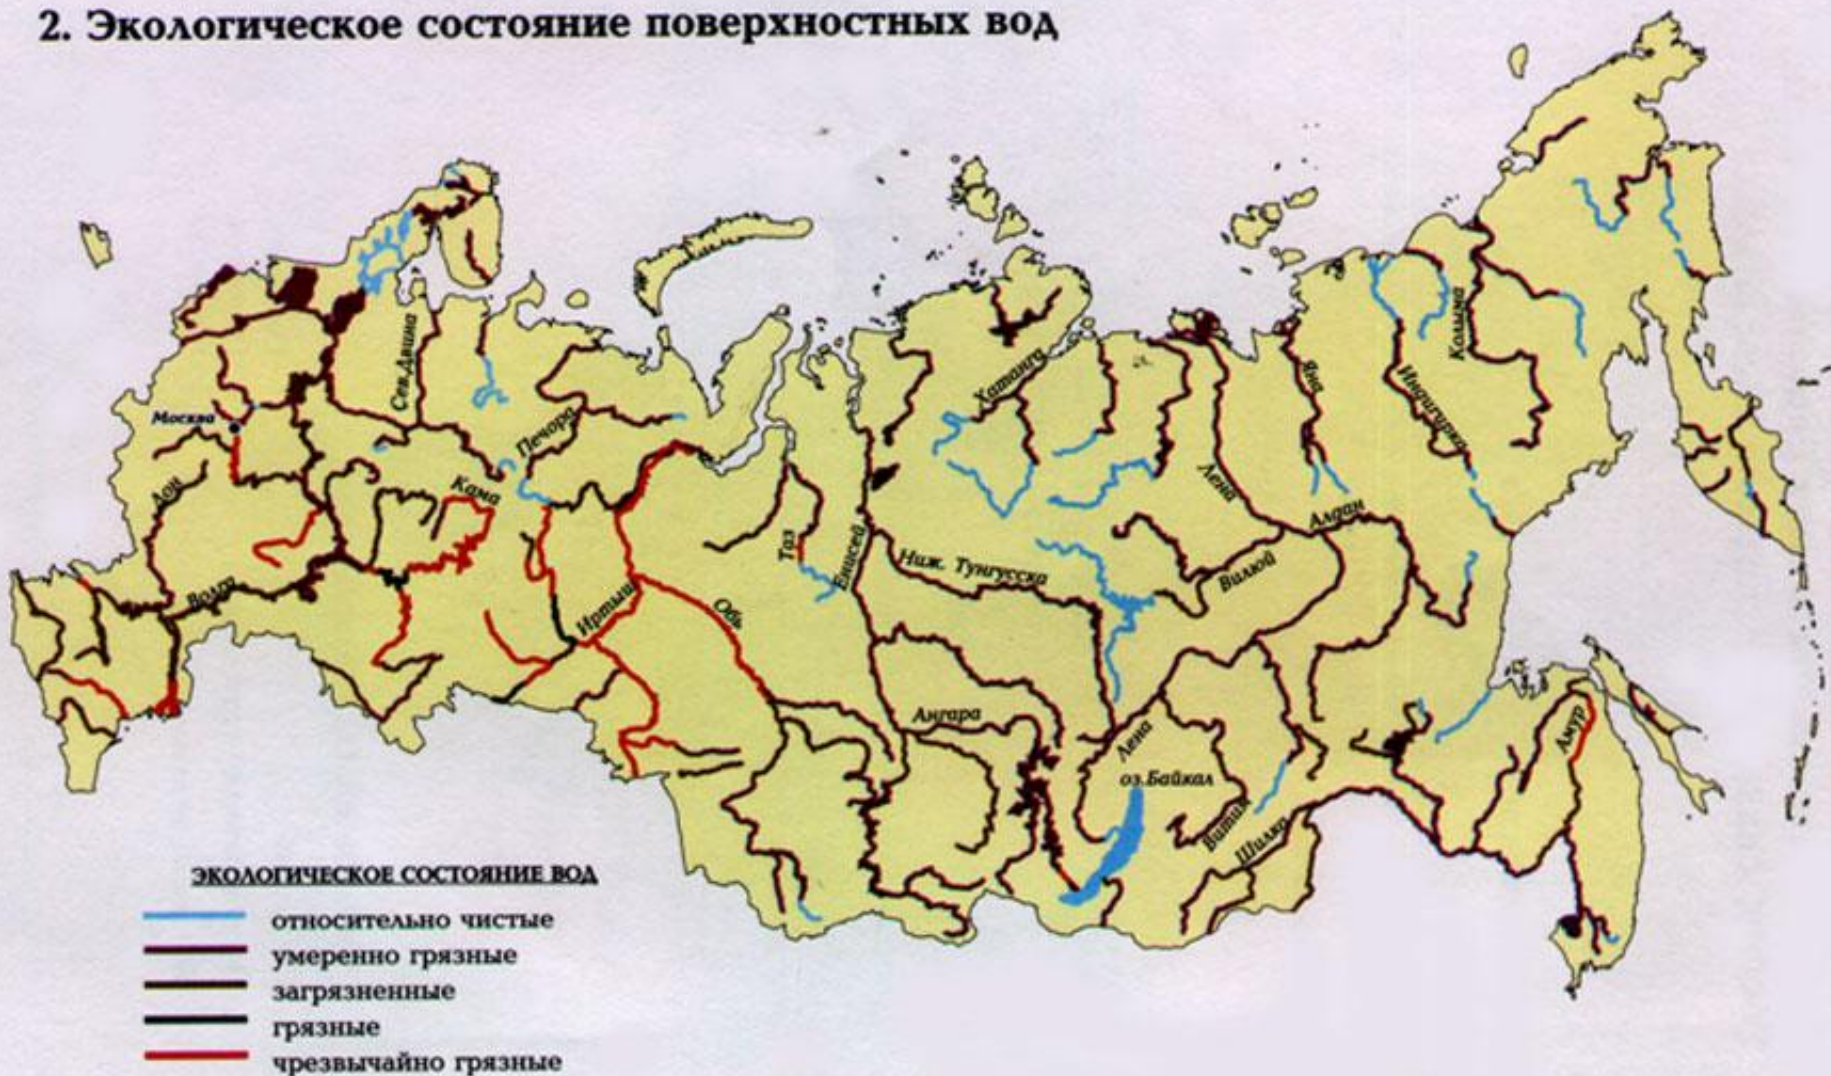 2. Экологическое состояние поверхностных вод
Сев.Двина
Москва
Печора
Дон
Кама
Волга
Иртыш
Обь
Таз
Енисей
Хатанга
Ниж. Тунгусска
Лена
Яна
Индигирка
Колыма
Алдан
Вилюй
Ангара
Лена
оз.Байкал
Витим
Шилка
Амур
ЭКОЛОГИЧЕСКОЕ СОСТОЯНИЕ ВОД
относительно чистые
умеренно грязные
загрязненные
грязные
чрезвычайно грязные